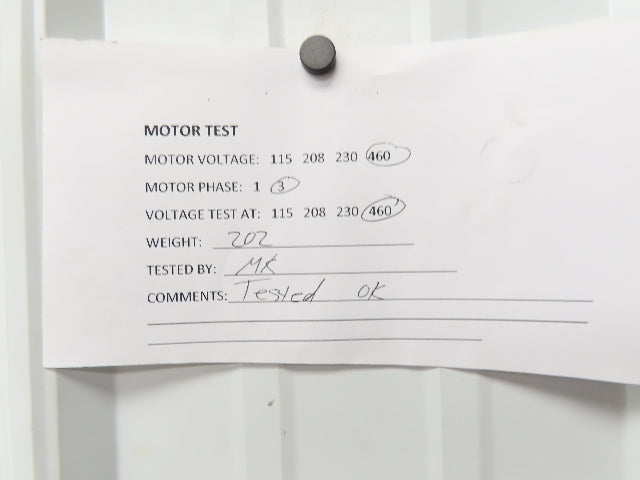 MOTOR TEST
MOTOR VOLTAGE: 115 208 230 460
MOTOR PHASE: 1 3
VOLTAGE TEST AT: 115 208 230 460
WEIGHT: 202
TESTED BY: MK
COMMENTS: Tested OK